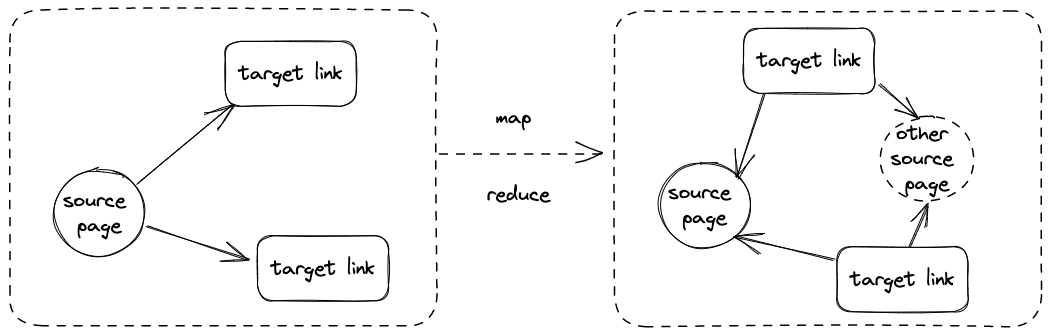 target link
source
page
target link
map
reduce
target link
other
source
page
source
page
target link